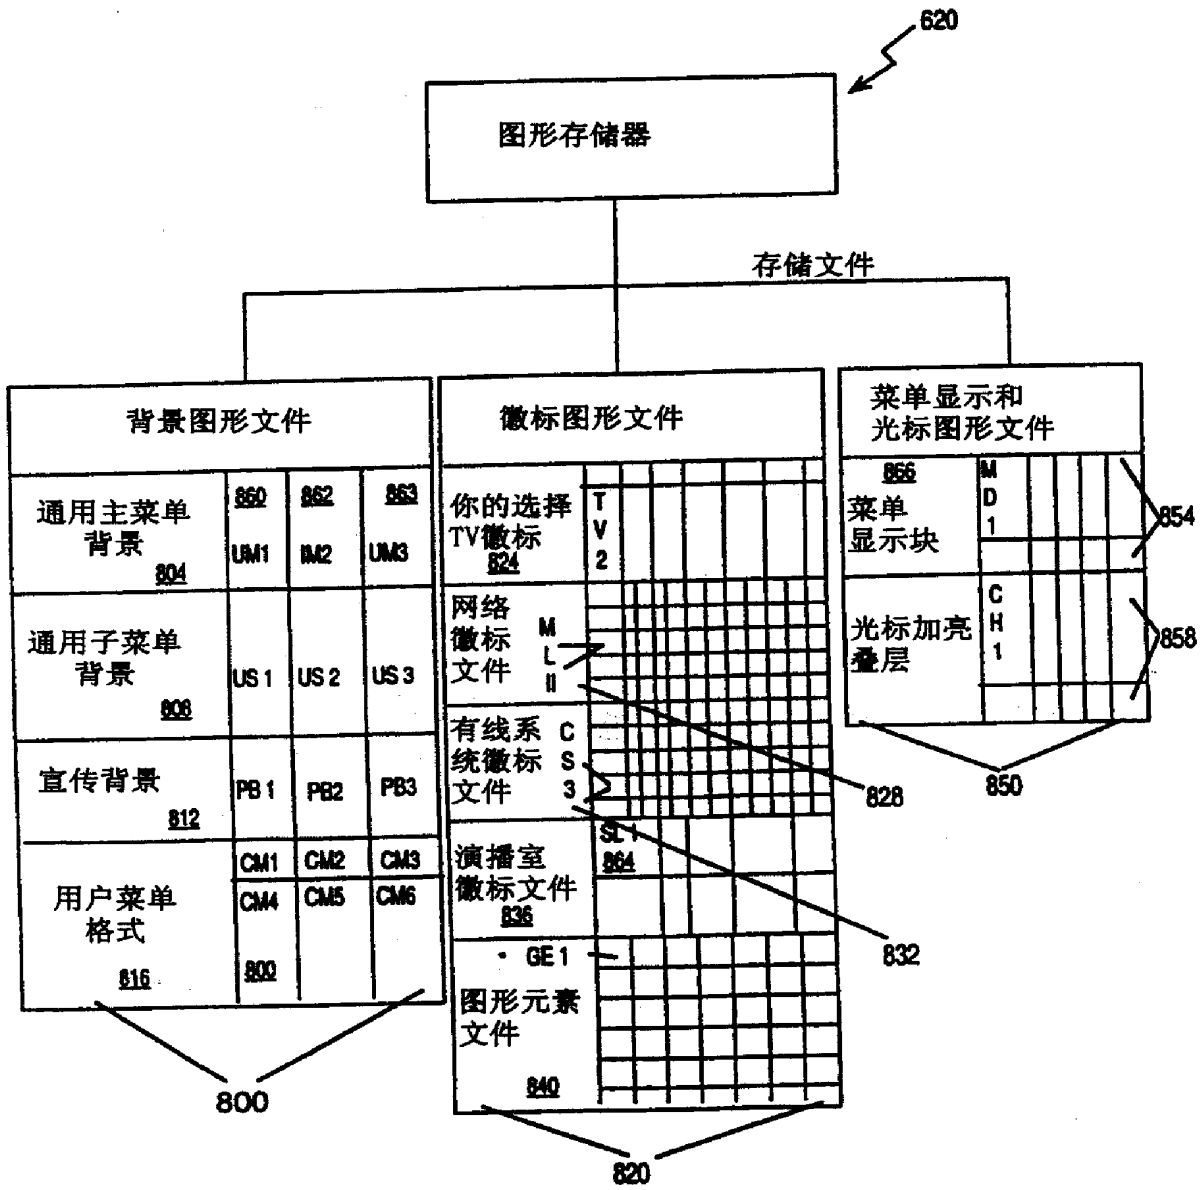 620
图形存储器
存储文件
背景图形文件
通用主菜单
背景
804
860 862 863
UM1 IM2 UM3
通用子菜单
背景
808
US 1 US 2 US 3
宣传背景
812
PB 1 PB2 PB3
用户菜单
格式
816
CM1 CM2 CM3
CM4 CM5 CM6
800
800
徽标图形文件
你的选择
TV徽标
824
T
V
2
网络
徽标
文件
M
L
II
有线系
统徽标
文件
C
S
3
演播室
徽标文件
836
SL 1
864
GE 1
图形元素
文件
840
820
828
832
菜单显示和
光标图形文件
866
菜单
显示块
M
D
1
854
光标加亮
叠层
C
H
1
858
850